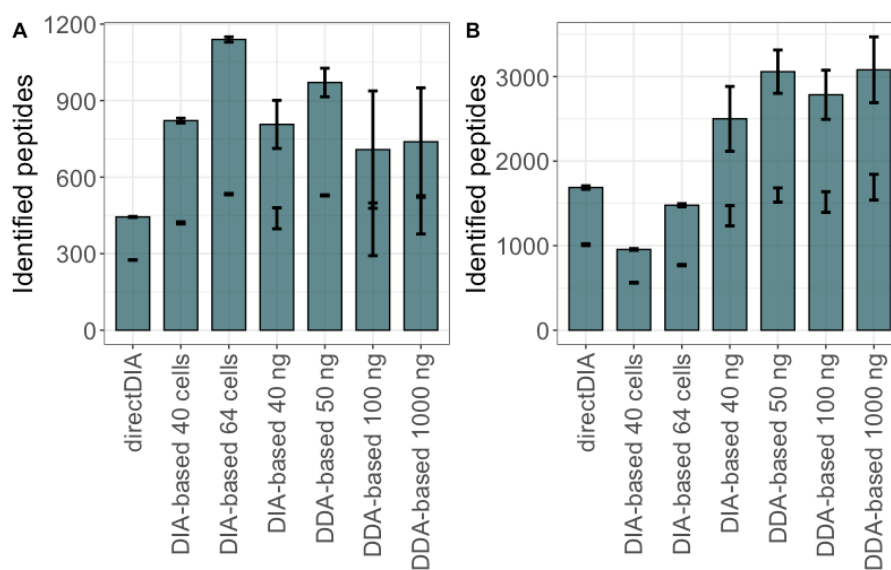 A
Identified peptides
1200
900
600
300
0
directDIA
DIA-based 40 cells
DIA-based 64 cells
DIA-based 40 ng
DDA-based 50 ng
DDA-based 100 ng
DDA-based 1000 ng
B
Identified peptides
3000
2000
1000
0
directDIA
DIA-based 40 cells
DIA-based 64 cells
DIA-based 40 ng
DDA-based 50 ng
DDA-based 100 ng
DDA-based 1000 ng